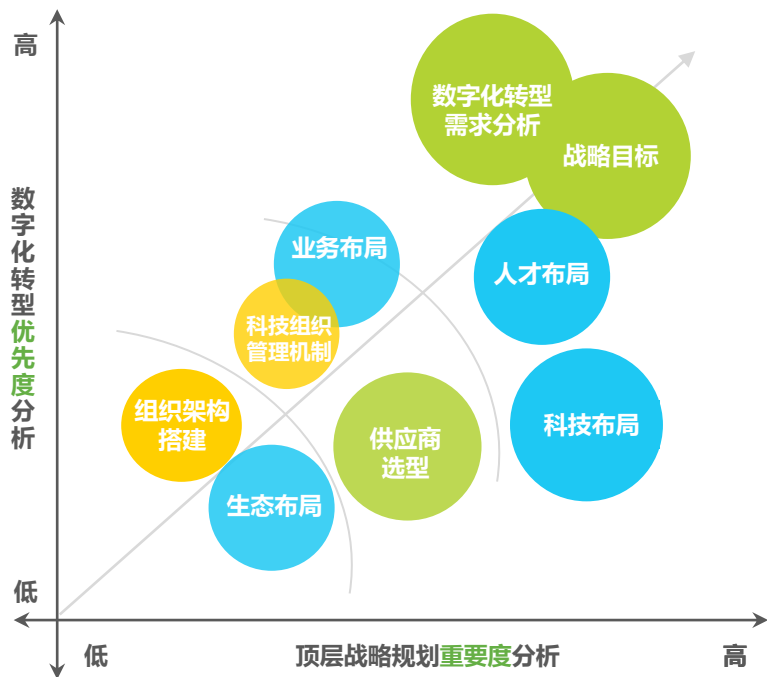 高
数字化转型
需求分析
战略目标
数字化转型优先度分析
业务布局
人才布局
科技组织
管理机制
组织架构
搭建
供应商
选型
科技布局
生态布局
低
低
顶层战略规划重要度分析
高